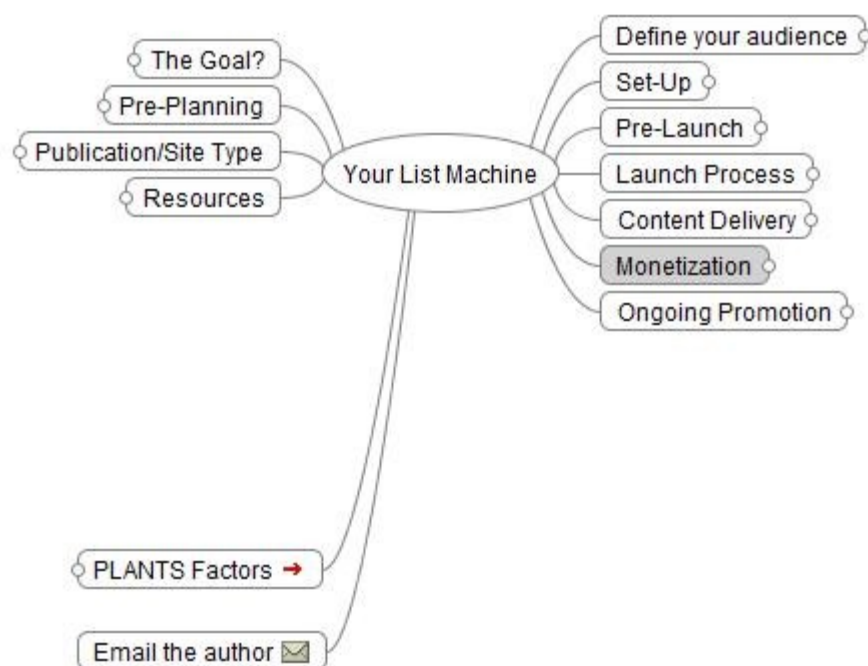 The Goal?
Pre-Planning
Publication/Site Type
Resources
Your List Machine
Define your audience
Set-Up
Pre-Launch
Launch Process
Content Delivery
Monetization
Ongoing Promotion
PLANTS Factors
Email the author